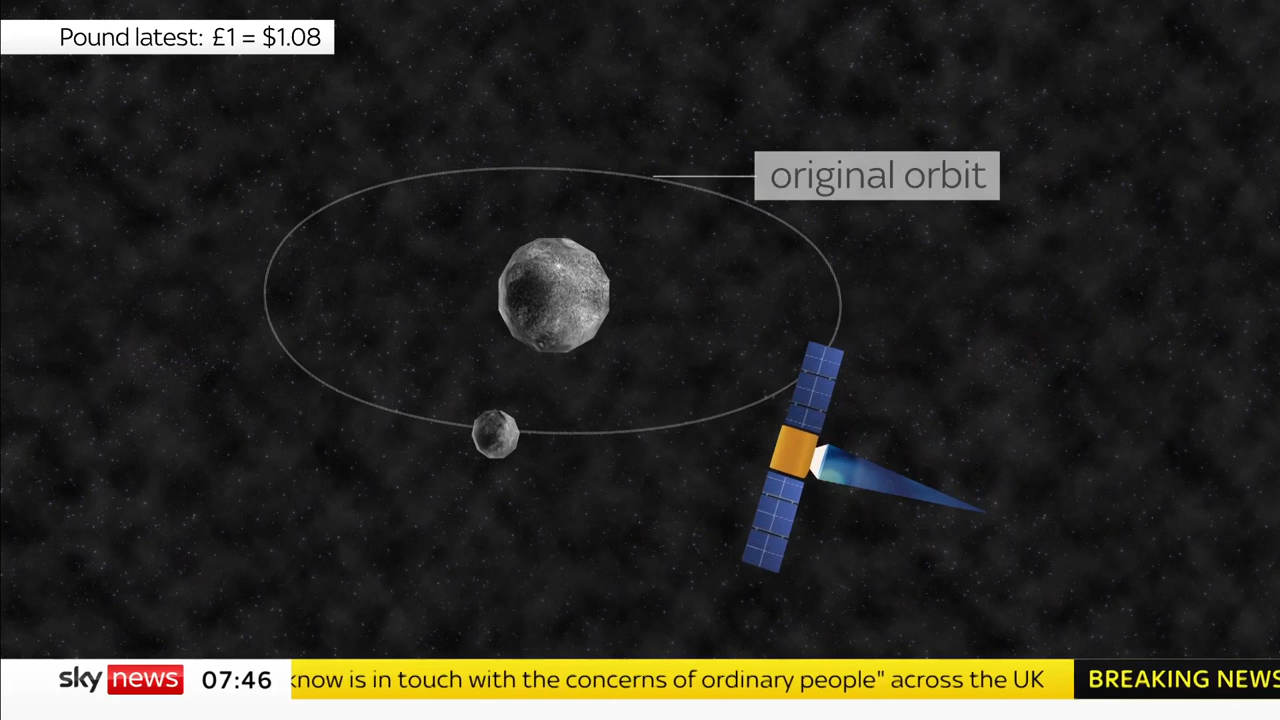 Pound latest: £1 = $1.08
original orbit
sky news 07:46 know is in touch with the concerns of ordinary people" across the UK BREAKING NEWS